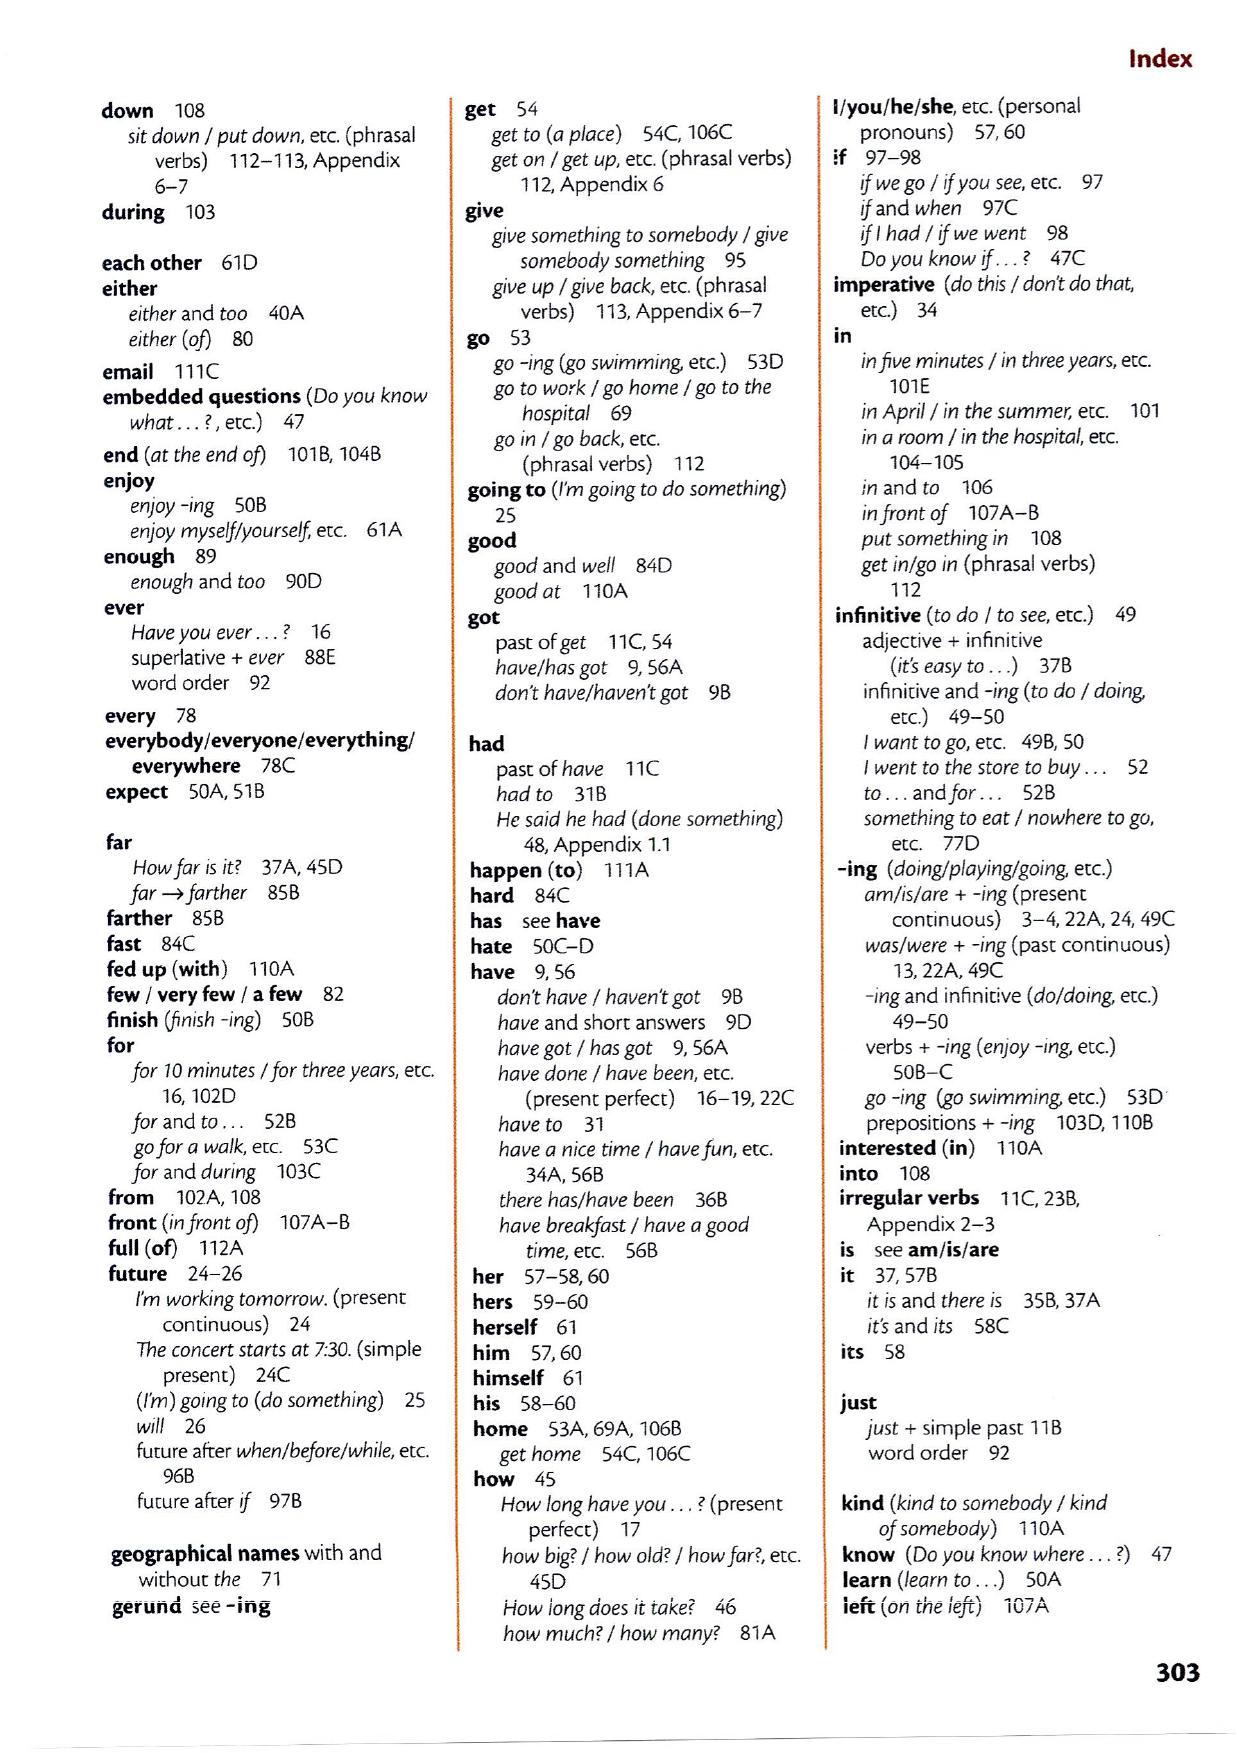 Index
down 108
sit down / put down, etc. (phrasal
verbs) 112–113, Appendix
6–7
during 103
each other 61D
either
either and too 40A
either (of) 80
email 111C
embedded questions (Do you know
what . . . ? , etc.) 47
end (at the end of) 101B, 104B
enjoy
enjoy -ing 50B
enjoy myself/yourself, etc. 61A
enough 89
enough and too 90D
ever
Have you ever . . . ? 16
superlative + ever 88E
word order 92
every 78
everybody/everyone/everything/
everywhere 78C
expect 50A, 51B
far
How far is it? 37A, 45D
far → farther 85B
farther 85B
fast 84C
fed up (with) 110A
few / very few / a few 82
finish (finish -ing) 50B
for
for 10 minutes / for three years, etc.
16, 102D
for and to . . . 52B
go for a walk, etc. 53C
for and during 103C
from 102A, 108
front (in front of) 107A–B
full (of) 112A
future 24–26
I'm working tomorrow. (present
continuous) 24
The concert starts at 7:30. (simple
present) 24C
(I'm) going to (do something) 25
will 26
future after when/before/while, etc.
96B
future after if 97B
geographical names with and
without the 71
gerund see -ing
get 54
get to (a place) 54C, 106C
get on / get up, etc. (phrasal verbs)
112, Appendix 6
give
give something to somebody / give
somebody something 95
give up / give back, etc. (phrasal
verbs) 113, Appendix 6–7
go 53
go -ing (go swimming, etc.) 53D
go to work / go home / go to the
hospital 69
go in / go back, etc.
(phrasal verbs) 112
going to (I'm going to do something)
25
good
good and well 84D
good at 110A
got
past of get 11C, 54
have/has got 9, 56A
don't have/haven't got 9B
had
past of have 11C
had to 31B
He said he had (done something)
48, Appendix 1.1
happen (to) 111A
hard 84C
has see have
hate 50C–D
have 9, 56
don't have / haven't got 9B
have and short answers 9D
have got / has got 9, 56A
have done / have been, etc.
(present perfect) 16–19, 22C
have to 31
have a nice time / have fun, etc.
34A, 56B
there has/have been 36B
have breakfast / have a good
time, etc. 56B
her 57–58, 60
hers 59–60
herself 61
him 57, 60
himself 61
his 58–60
home 53A, 69A, 106B
get home 54C, 106C
how 45
How long have you . . . ? (present
perfect) 17
how big? / how old? / how far?, etc.
45D
How long does it take? 46
how much? / how many? 81A
I/you/he/she, etc. (personal
pronouns) 57, 60
if 97–98
if we go / if you see, etc. 97
if and when 97C
if I had / if we went 98
Do you know if . . . ? 47C
imperative (do this / don't do that,
etc.) 34
in
in five minutes / in three years, etc.
101E
in April / in the summer, etc. 101
in a room / in the hospital, etc.
104–105
in and to 106
in front of 107A–B
put something in 108
get in/go in (phrasal verbs)
112
infinitive (to do / to see, etc.) 49
adjective + infinitive
(it's easy to . . .) 37B
infinitive and -ing (to do / doing,
etc.) 49–50
I want to go, etc. 49B, 50
I went to the store to buy . . . 52
to . . . and for . . . 52B
something to eat / nowhere to go,
etc. 77D
-ing (doing/playing/going, etc.)
am/is/are + -ing (present
continuous) 3–4, 22A, 24, 49C
was/were + -ing (past continuous)
13, 22A, 49C
-ing and infinitive (do/doing, etc.)
49–50
verbs + -ing (enjoy -ing, etc.)
50B–C
go -ing (go swimming, etc.) 53D
prepositions + -ing 103D, 110B
interested (in) 110A
into 108
irregular verbs 11C, 23B,
Appendix 2–3
is see am/is/are
it 37, 57B
it is and there is 35B, 37A
it's and its 58C
its 58
just
just + simple past 11B
word order 92
kind (kind to somebody / kind
of somebody) 110A
know (Do you know where . . . ?) 47
learn (learn to . . .) 50A
left (on the left) 107A
303